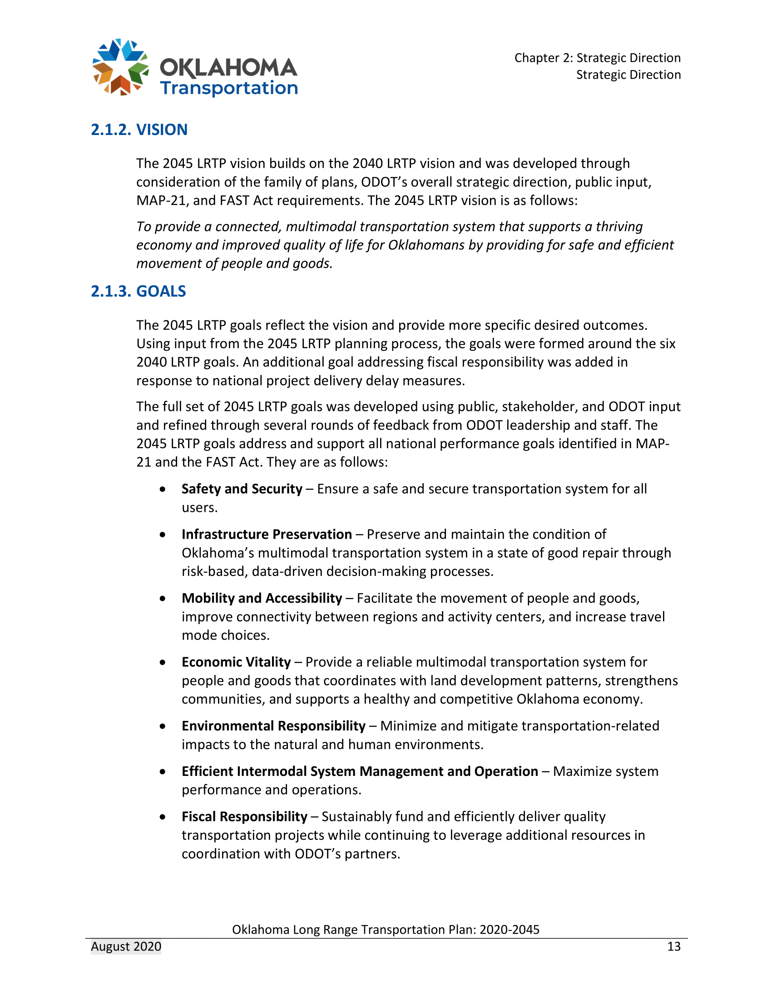 OKLAHOMA
Transportation
Chapter 2: Strategic Direction
Strategic Direction
2.1.2. VISION
The 2045 LRTP vision builds on the 2040 LRTP vision and was developed through
consideration of the family of plans, ODOT’s overall strategic direction, public input,
MAP-21, and FAST Act requirements. The 2045 LRTP vision is as follows:
To provide a connected, multimodal transportation system that supports a thriving
economy and improved quality of life for Oklahomans by providing for safe and efficient
movement of people and goods.
2.1.3. GOALS
The 2045 LRTP goals reflect the vision and provide more specific desired outcomes.
Using input from the 2045 LRTP planning process, the goals were formed around the six
2040 LRTP goals. An additional goal addressing fiscal responsibility was added in
response to national project delivery delay measures.
The full set of 2045 LRTP goals was developed using public, stakeholder, and ODOT input
and refined through several rounds of feedback from ODOT leadership and staff. The
2045 LRTP goals address and support all national performance goals identified in MAP-
21 and the FAST Act. They are as follows:
• Safety and Security – Ensure a safe and secure transportation system for all
users.
• Infrastructure Preservation – Preserve and maintain the condition of
Oklahoma’s multimodal transportation system in a state of good repair through
risk-based, data-driven decision-making processes.
• Mobility and Accessibility – Facilitate the movement of people and goods,
improve connectivity between regions and activity centers, and increase travel
mode choices.
• Economic Vitality – Provide a reliable multimodal transportation system for
people and goods that coordinates with land development patterns, strengthens
communities, and supports a healthy and competitive Oklahoma economy.
• Environmental Responsibility – Minimize and mitigate transportation-related
impacts to the natural and human environments.
• Efficient Intermodal System Management and Operation – Maximize system
performance and operations.
• Fiscal Responsibility – Sustainably fund and efficiently deliver quality
transportation projects while continuing to leverage additional resources in
coordination with ODOT’s partners.
Oklahoma Long Range Transportation Plan: 2020-2045
August 2020
13